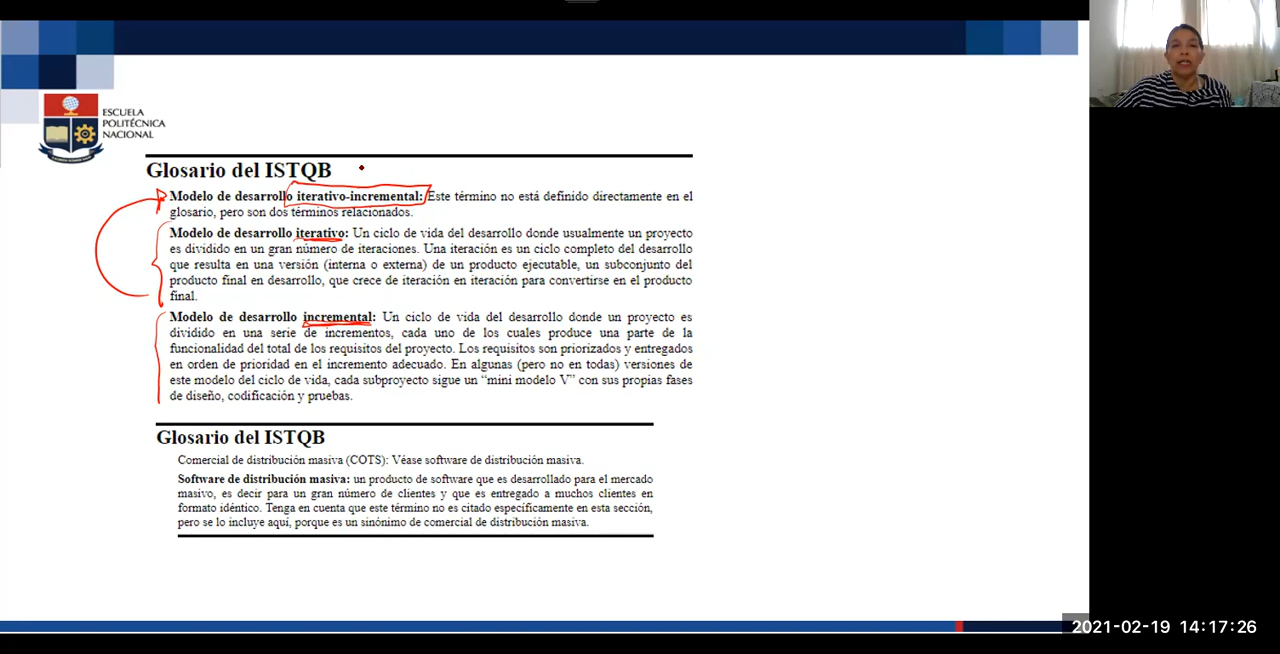 ESCUELA
POLITÉCNICA
NACIONAL
Glosario del ISTQB
Modelo de desarrollo iterativo-incremental: Este término no está definido directamente en el
glosario, pero son dos términos relacionados.
Modelo de desarrollo iterativo: Un ciclo de vida del desarrollo donde usualmente un proyecto
es dividido en un gran número de iteraciones. Una iteración es un ciclo completo del desarrollo
que resulta en una versión (interna o externa) de un producto ejecutable, un subconjunto del
producto final en desarrollo, que crece de iteración en iteración para convertirse en el producto
final.
Modelo de desarrollo incremental: Un ciclo de vida del desarrollo donde un proyecto es
dividido en una serie de incrementos, cada uno de los cuales produce una parte de la
funcionalidad del total de los requisitos del proyecto. Los requisitos son priorizados y entregados
en orden de prioridad en el incremento adecuado. En algunas (pero no en todas) versiones de
este modelo del ciclo de vida, cada subproyecto sigue un “mini modelo V” con sus propias fases
de diseño, codificación y pruebas.
Glosario del ISTQB
Comercial de distribución masiva (COTS): Véase software de distribución masiva.
Software de distribución masiva: un producto de software que es desarrollado para el mercado
masivo, es decir para un gran número de clientes y que es entregado a muchos clientes en
formato idéntico. Tenga en cuenta que este término no es citado específicamente en esta sección,
pero se lo incluye aquí, porque es un sinónimo de comercial de distribución masiva.
2021-02-19 14:17:26